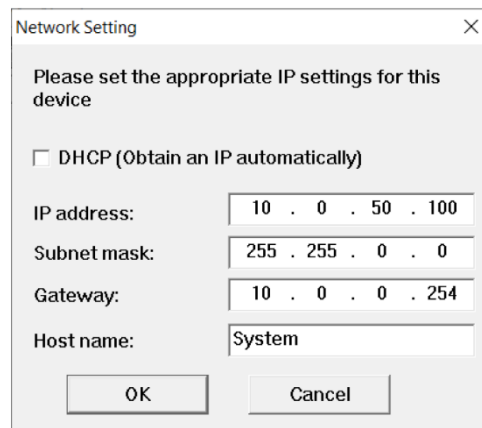 Network Setting
Please set the appropriate IP settings for this
device
DHCP (Obtain an IP automatically)
IP address: 10 . 0 . 50 . 100
Subnet mask: 255 . 255 . 0 . 0
Gateway: 10 . 0 . 0 . 254
Host name: System
OK Cancel